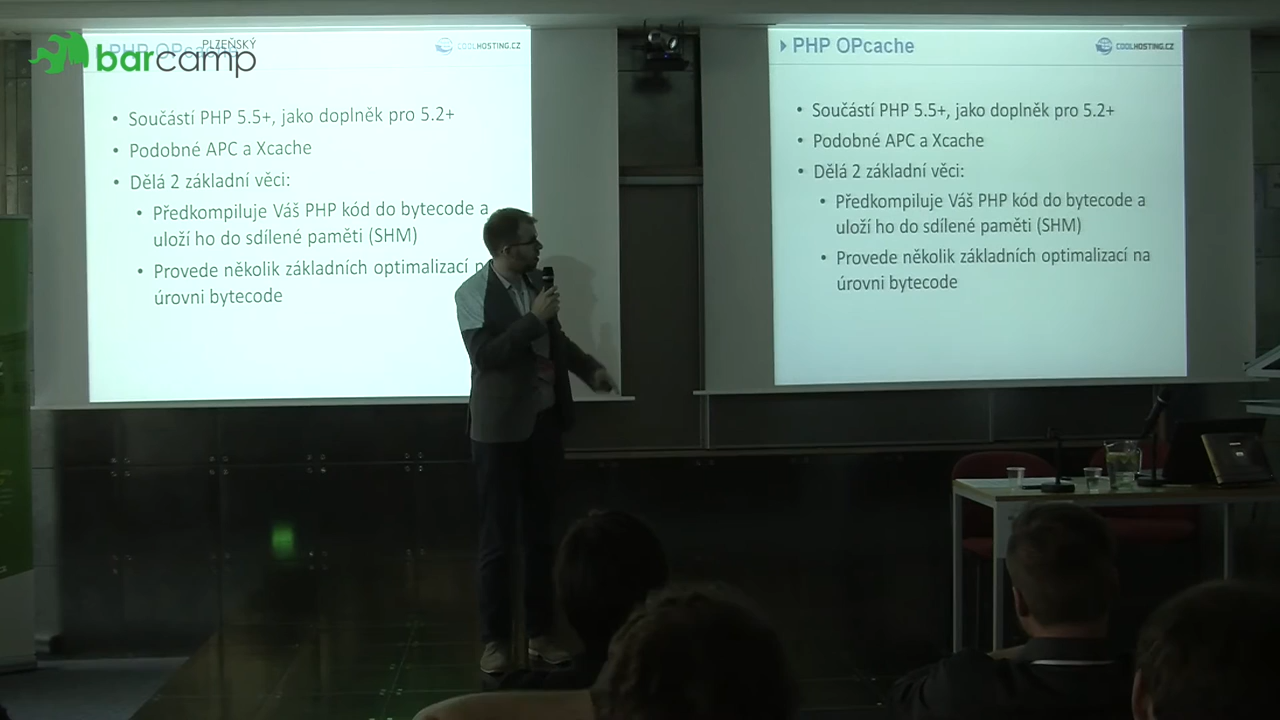 PLZEŇSKÝ
barcamp
PHP OPcache
COOLHOSTING.CZ
• Součástí PHP 5.5+, jako doplněk pro 5.2+
• Podobné APC a Xcache
• Dělá 2 základní věci:
• Předkompiluje Váš PHP kód do bytecode a
uloží ho do sdílené paměti (SHM)
• Provede několik základních optimalizací n
úrovni bytecode
PHP OPcache
COOLHOSTING.CZ
• Součástí PHP 5.5+, jako doplněk pro 5.2+
• Podobné APC a Xcache
• Dělá 2 základní věci:
• Předkompiluje Váš PHP kód do bytecode a
uloží ho do sdílené paměti (SHM)
• Provede několik základních optimalizací na
úrovni bytecode